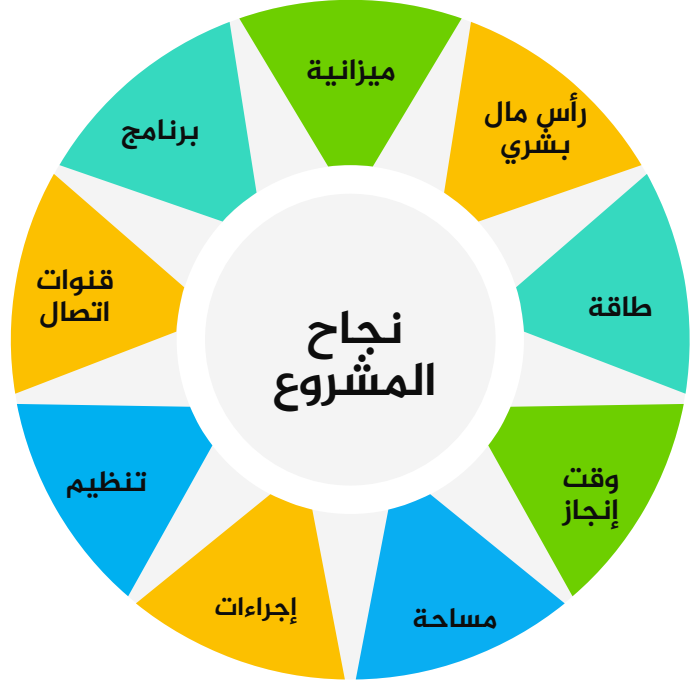 ميزانية
رأس مال
بشري
طاقة
وقت
إنجاز
مساحة
إجراءات
تنظيم
قنوات
اتصال
برنامج
نجاح
المشروع